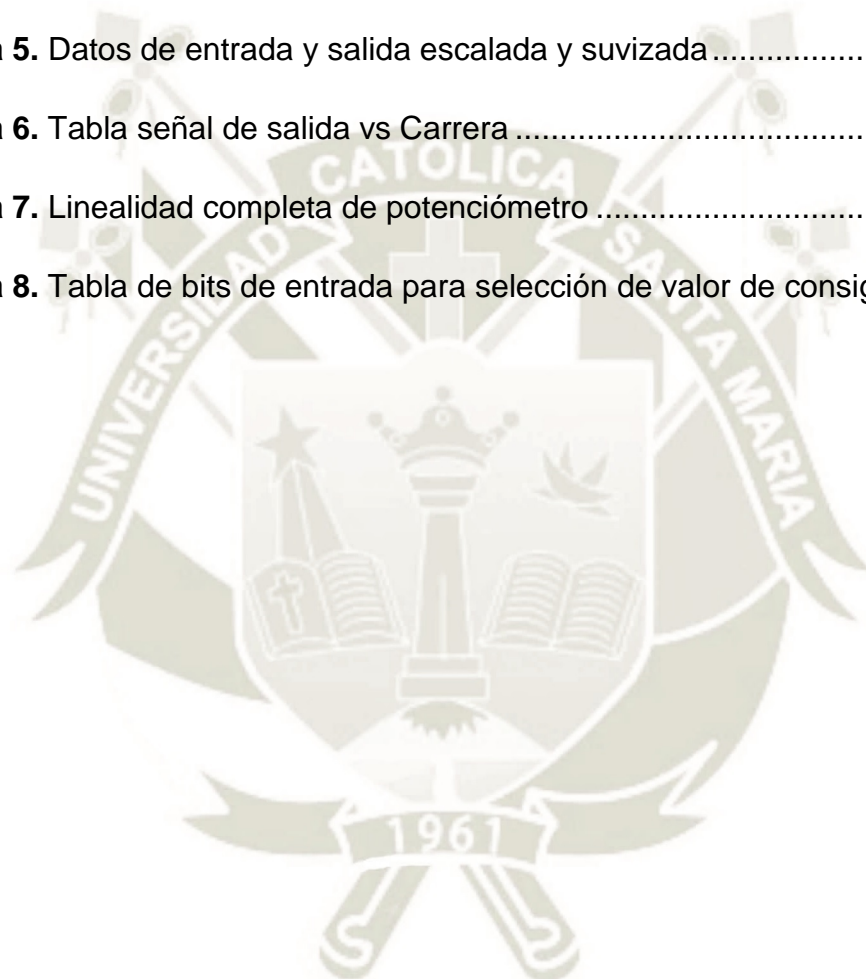 a 5. Datos de entrada y salida escalada y suvizada .................
a 6. Tabla señal de salida vs Carrera .......................................
a 7. Linealidad completa de potenciómetro ..............................
a 8. Tabla de bits de entrada para selección de valor de consig
UNIVERSIDAD CATOLICA SANTA MARIA
1961